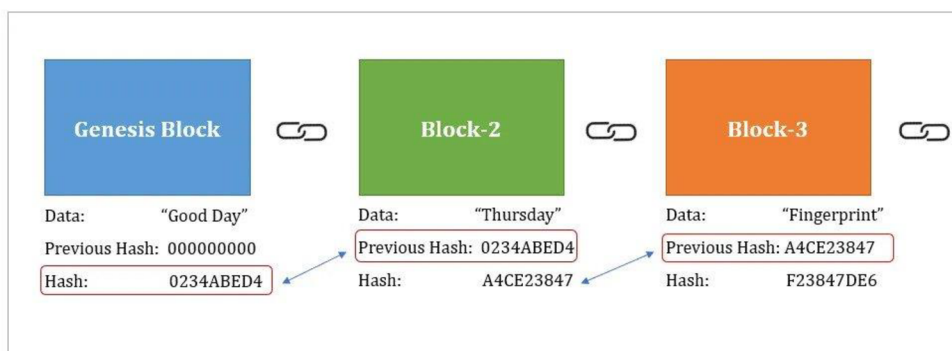 Genesis Block
Block-2
Block-3
Data: “Good Day”
Previous Hash: 000000000
Hash: 0234ABED4
Data: “Thursday”
Previous Hash: 0234ABED4
Hash: A4CE23847
Data: “Fingerprint”
Previous Hash: A4CE23847
Hash: F23847DE6